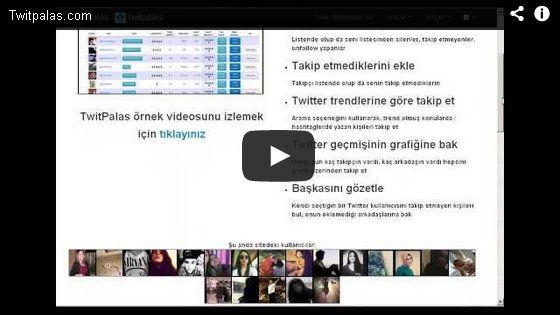 Twitpalas.com
twitpalas
Listende olup da seni listesinden silenler, takip etmeyenler,
unfollow yapanlar
• Takip etmediklerini ekle
Takipçi listende olup da senin takip etmediklerin
• Twitter trendlerine göre takip et
Arama seçeneğini kullanarak, trend olmuş konularda /
hashtaglerde yazan kişileri takip et
• Twitter geçmişinin grafiğine bak
kaç takipçin vardı, kaç arkadaşın vardı hepsini
üzerinden takip et
• Başkasını gözetle
Kendi seçtiğin bir Twitter kullanıcısını takip etmeyen kişileri
bul, onun eklemediği arkadaşlarına bak
TwitPalas örnek videosunu izlemek
için tıklayınız
Şu anda sitedeki kullanıcılar: